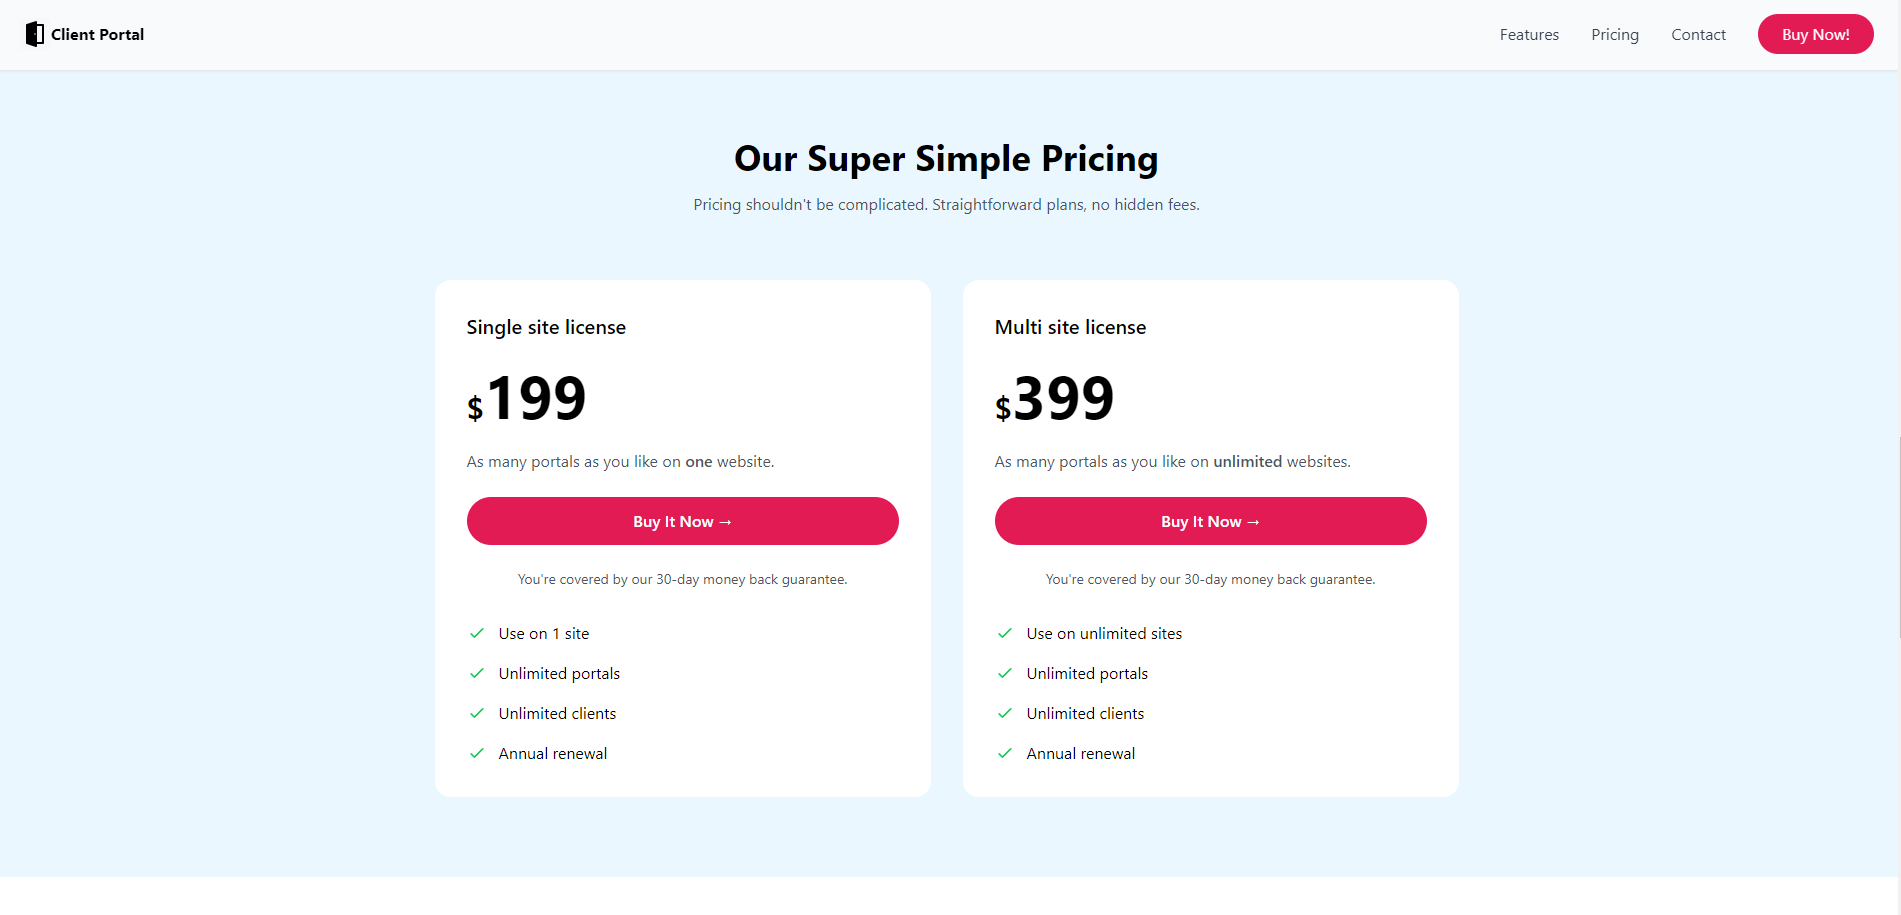 Client Portal
Features Pricing Contact Buy Now!
Our Super Simple Pricing
Pricing shouldn't be complicated. Straightforward plans, no hidden fees.
Single site license
$199
As many portals as you like on one website.
Buy It Now →
You're covered by our 30-day money back guarantee.
Use on 1 site
Unlimited portals
Unlimited clients
Annual renewal
Multi site license
$399
As many portals as you like on unlimited websites.
Buy It Now →
You're covered by our 30-day money back guarantee.
Use on unlimited sites
Unlimited portals
Unlimited clients
Annual renewal